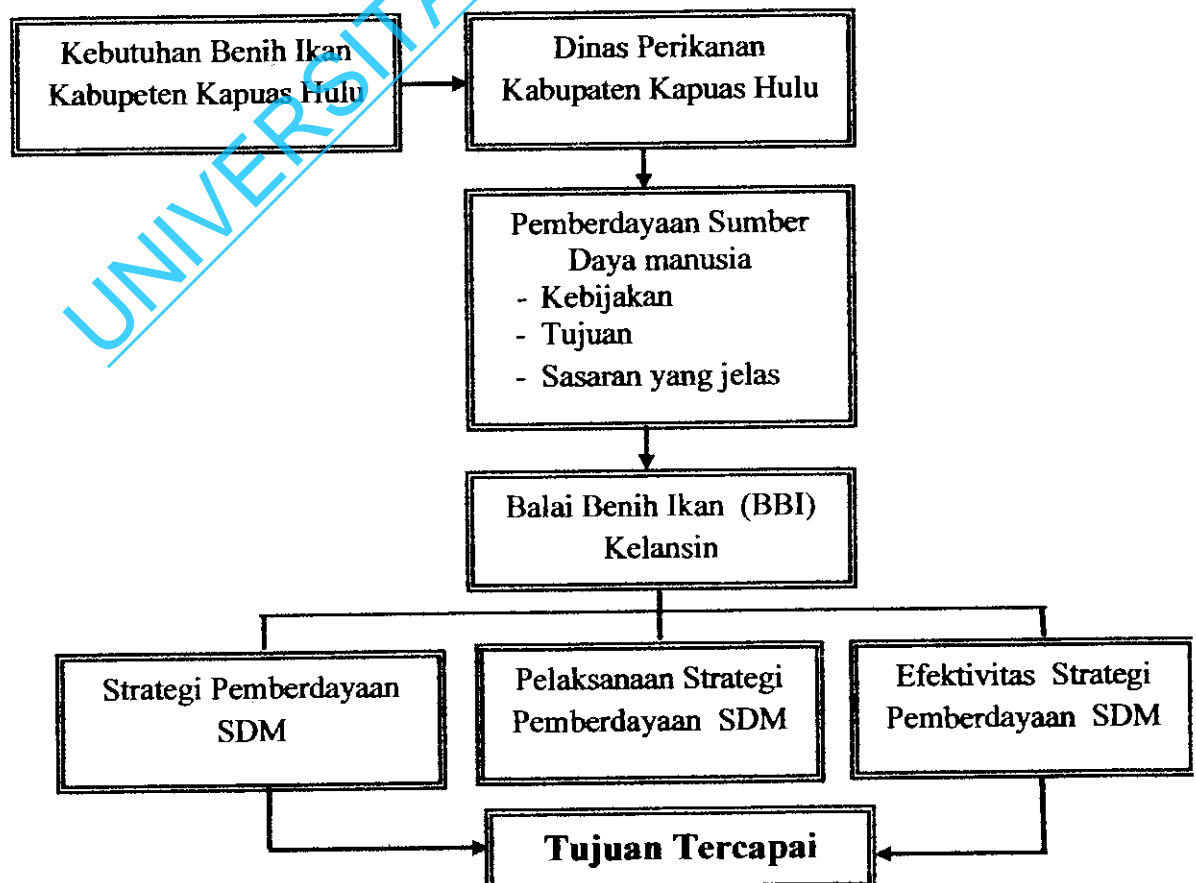 Kebutuhan Benih Ikan
Kabupeten Kapuas Hulu
Dinas Perikanan
Kabupaten Kapuas Hulu
Pemberdayaan Sumber
Daya manusia
- Kebijakan
- Tujuan
- Sasaran yang jelas
Balai Benih Ikan (BBI)
Kelansin
Strategi Pemberdayaan
SDM
Pelaksanaan Strategi
Pemberdayaan SDM
Efektivitas Strategi
Pemberdayaan SDM
Tujuan Tercapai
UNIVERSITA